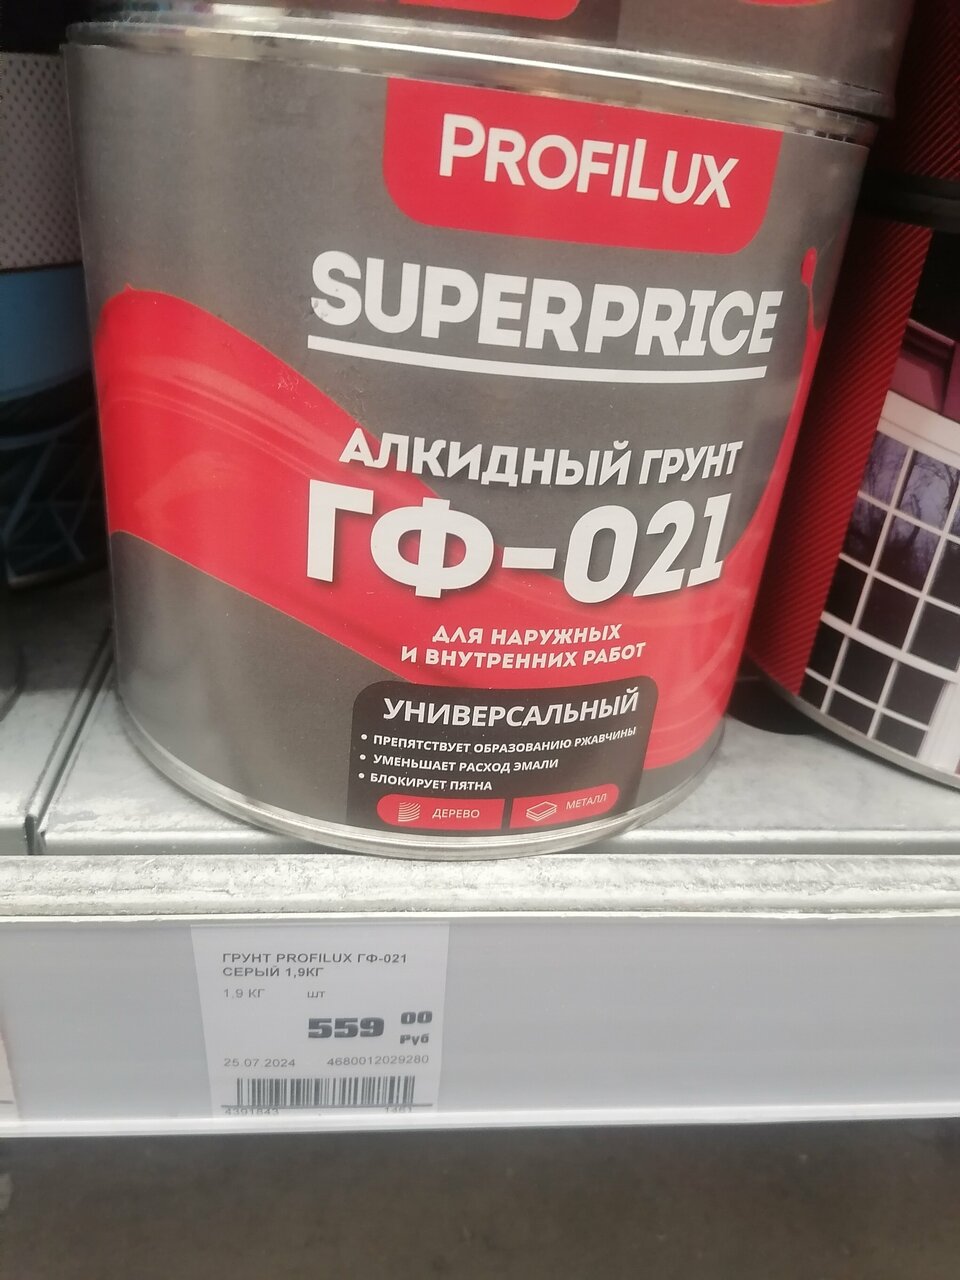 PROFILUX
SUPERPRICE
АЛКИДНЫЙ ГРУНТ
ГФ-021
ДЛЯ НАРУЖНЫХ
И ВНУТРЕННИХ РАБОТ
УНИВЕРСАЛЬНЫЙ
• ПРЕПЯТСТВУЕТ ОБРАЗОВАНИЮ РЖАВЧИНЫ
• УМЕНЬШАЕТ РАСХОД ЭМАЛИ
• БЛОКИРУЕТ ПЯТНА
ДЕРЕВО МЕТАЛЛ
ГРУНТ PROFILUX ГФ-021
СЕРЫЙ 1,9КГ
1.9 КГ шт
559 00
Руб
25.07.2024 4680012029280
4391843 1461